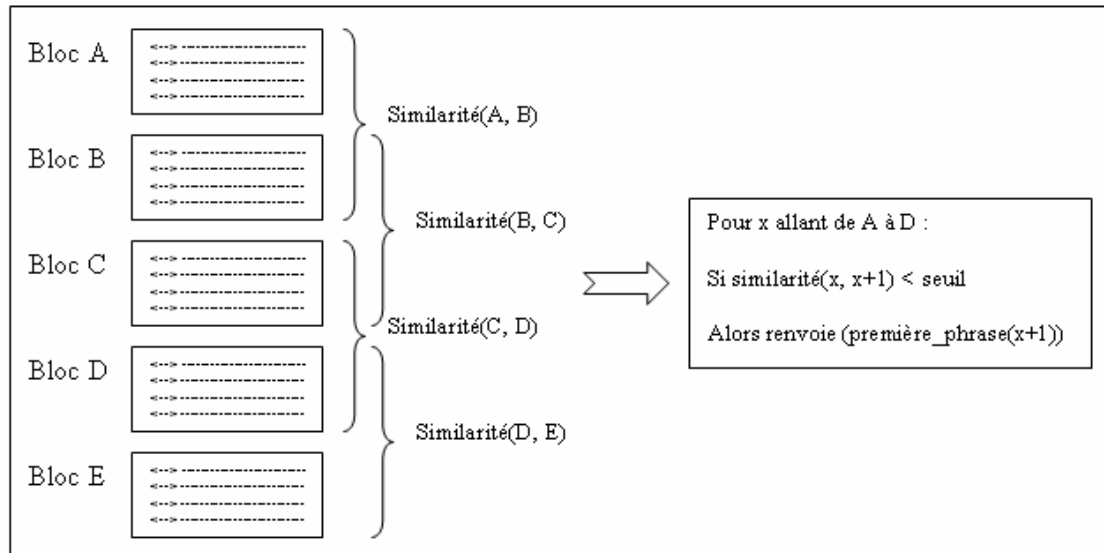 Bloc A
Similarité(A, B)
Bloc B
Similarité(B, C)
Bloc C
Similarité(C, D)
Bloc D
Similarité(D, E)
Bloc E
Pour x allant de A à D :
Si similarité(x, x+1) < seuil
Alors renvoie (première_phrase(x+1))